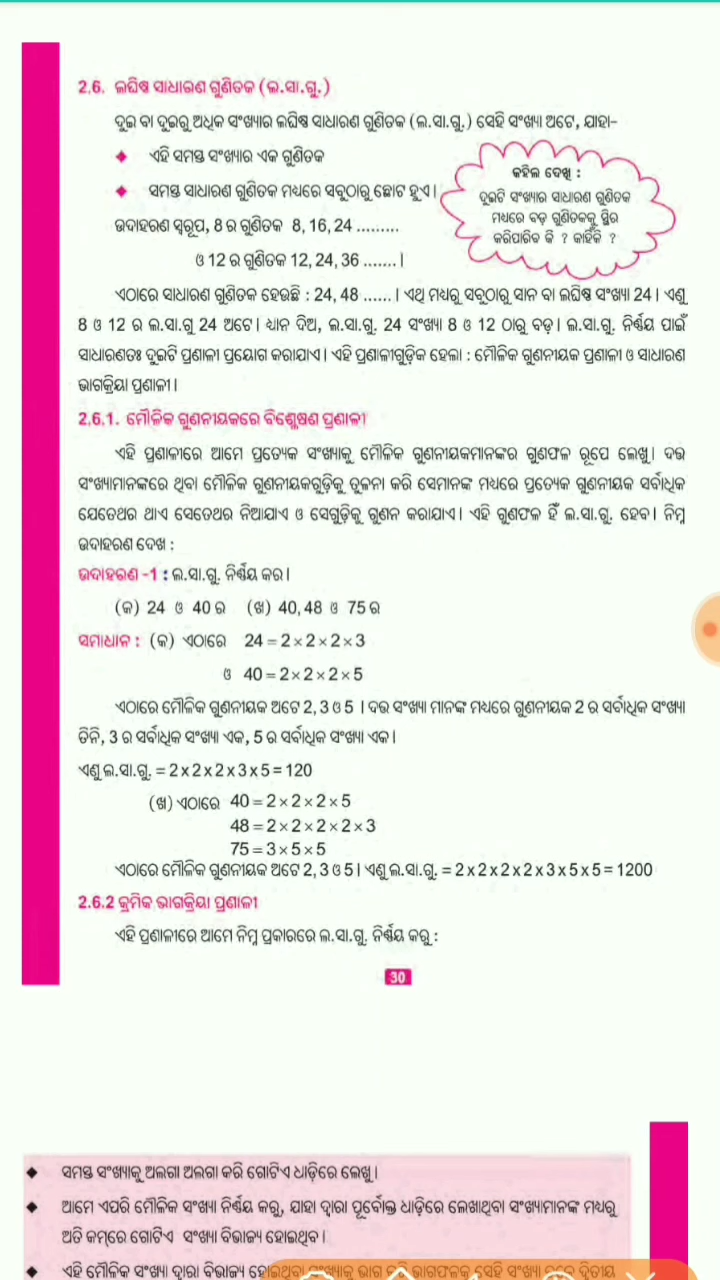 2.6. ଲଘିଷ୍ଠ ସାଧାରଣ ଗୁଣିତକ (ଲ.ସା.ଗୁ.)
ଦୁଇ ବା ଦୁଇରୁ ଅଧିକ ସଂଖ୍ୟାର ଲଘିଷ୍ଠ ସାଧାରଣ ଗୁଣିତକ (ଲ.ସା.ଗୁ.) ସେହି ସଂଖ୍ୟା ଅଟେ, ଯାହା-
◆ ଏହି ସମସ୍ତ ସଂଖ୍ୟାର ଏକ ଗୁଣିତକ
◆ ସମସ୍ତ ସାଧାରଣ ଗୁଣିତକ ମଧ୍ୟରେ ସବୁଠାରୁ ଛୋଟ ହୁଏ।
କହିଲ ଦେଖି :
ଦୁଇଟି ସଂଖ୍ୟାର ସାଧାରଣ ଗୁଣିତକ
ମଧ୍ୟରେ ବଡ଼ ଗୁଣିତକକୁ ସ୍ଥିର
କରିପାରିବ କି ? କାହିଁକି ?
ଉଦାହରଣ ସ୍ୱରୂପ, 8 ର ଗୁଣିତକ 8, 16, 24 .........
ଓ 12 ର ଗୁଣିତକ 12, 24, 36 ....... ।
ଏଠାରେ ସାଧାରଣ ଗୁଣିତକ ହେଉଛି : 24, 48 ...... । ଏଥି ମଧ୍ୟରୁ ସବୁଠାରୁ ସାନ ବା ଲଘିଷ୍ଠ ସଂଖ୍ୟା 24 । ଏଣୁ
8 ଓ 12 ର ଲ.ସା.ଗୁ 24 ଅଟେ। ଧ୍ୟାନ ଦିଅ, ଲ.ସା.ଗୁ. 24 ସଂଖ୍ୟା 8 ଓ 12 ଠାରୁ ବଡ଼। ଲ.ସା.ଗୁ. ନିର୍ଣ୍ଣୟ ପାଇଁ
ସାଧାରଣତଃ ଦୁଇଟି ପ୍ରଣାଳୀ ପ୍ରୟୋଗ କରାଯାଏ। ଏହି ପ୍ରଣାଳୀଗୁଡ଼ିକ ହେଲା : ମୌଳିକ ଗୁଣନୀୟକ ପ୍ରଣାଳୀ ଓ ସାଧାରଣ
ଭାଗକ୍ରିୟା ପ୍ରଣାଳୀ।
2.6.1. ମୌଳିକ ଗୁଣନୀୟକରେ ବିଶ୍ଳେଷଣ ପ୍ରଣାଳୀ
ଏହି ପ୍ରଣାଳୀରେ ଆମେ ପ୍ରତ୍ୟେକ ସଂଖ୍ୟାକୁ ମୌଳିକ ଗୁଣନୀୟକମାନଙ୍କର ଗୁଣଫଳ ରୂପେ ଲେଖୁ। ଦତ୍ତ
ସଂଖ୍ୟାମାନଙ୍କରେ ଥିବା ମୌଳିକ ଗୁଣନୀୟକଗୁଡ଼ିକୁ ତୁଳନା କରି ସେମାନଙ୍କ ମଧ୍ୟରେ ପ୍ରତ୍ୟେକ ଗୁଣନୀୟକ ସର୍ବାଧିକ
ଯେତେଥର ଥାଏ ସେତେଥର ନିଆଯାଏ ଓ ସେଗୁଡ଼ିକୁ ଗୁଣନ କରାଯାଏ। ଏହି ଗୁଣଫଳ ହିଁ ଲ.ସା.ଗୁ. ହେବ। ନିମ୍ନ
ଉଦାହରଣ ଦେଖ :
ଉଦାହରଣ -1 : ଲ.ସା.ଗୁ. ନିର୍ଣ୍ଣୟ କର।
(କ) 24 ଓ 40 ର (ଖ) 40, 48 ଓ 75 ର
ସମାଧାନ : (କ) ଏଠାରେ 24 = 2 × 2 × 2 × 3
ଓ 40 = 2 × 2 × 2 × 5
ଏଠାରେ ମୌଳିକ ଗୁଣନୀୟକ ଅଟେ 2, 3 ଓ 5 । ଦତ୍ତ ସଂଖ୍ୟା ମାନଙ୍କ ମଧ୍ୟରେ ଗୁଣନୀୟକ 2 ର ସର୍ବାଧିକ ସଂଖ୍ୟା
ତିନି, 3 ର ସର୍ବାଧିକ ସଂଖ୍ୟା ଏକ, 5 ର ସର୍ବାଧିକ ସଂଖ୍ୟା ଏକ।
ଏଣୁ ଲ.ସା.ଗୁ. = 2 x 2 x 2 x 3 x 5 = 120
(ଖ) ଏଠାରେ 40 = 2 × 2 × 2 × 5
48 = 2 × 2 × 2 × 2 × 3
75 = 3 × 5 × 5
ଏଠାରେ ମୌଳିକ ଗୁଣନୀୟକ ଅଟେ 2, 3 ଓ 5। ଏଣୁ ଲ.ସା.ଗୁ. = 2 x 2 x 2 x 2 x 3 x 5 x 5 = 1200
2.6.2 କ୍ରମିକ ଭାଗକ୍ରିୟା ପ୍ରଣାଳୀ
ଏହି ପ୍ରଣାଳୀରେ ଆମେ ନିମ୍ନ ପ୍ରକାରରେ ଲ.ସା.ଗୁ. ନିର୍ଣ୍ଣୟ କରୁ :
30
◆ ସମସ୍ତ ସଂଖ୍ୟାକୁ ଅଲଗା ଅଲଗା କରି ଗୋଟିଏ ଧାଡ଼ିରେ ଲେଖୁ।
◆ ଆମେ ଏପରି ମୌଳିକ ସଂଖ୍ୟା ନିର୍ଣ୍ଣୟ କରୁ, ଯାହା ଦ୍ୱାରା ପୂର୍ବୋକ୍ତ ଧାଡ଼ିରେ ଲେଖାଥିବା ସଂଖ୍ୟାମାନଙ୍କ ମଧ୍ୟରୁ
ଅତି କମ୍‌ରେ ଗୋଟିଏ ସଂଖ୍ୟା ବିଭାଜ୍ୟ ହୋଇଥିବ।
◆ ଏହି ମୌଳିକ ସଂଖ୍ୟା ଦ୍ୱାରା ବିଭାଜ୍ୟ ହୋଇଥିବା ସଂଖ୍ୟାକୁ ଭାଗ କରି ଭାଗଫଳକୁ ସେହି ସଂଖ୍ୟା ତଳେ ଦ୍ୱିତୀୟ